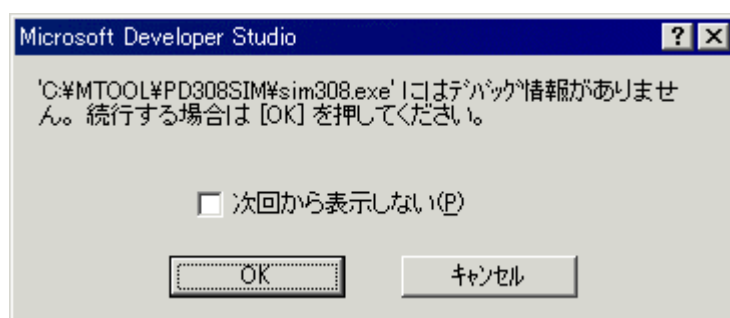 Microsoft Developer Studio
'C:¥MTOOL¥PD308SIM¥sim308.exe' にはﾃﾞﾊﾞｯｸﾞ情報がありませ
ん。続行する場合は [OK] を押してください。
次回から表示しない(P)
OK
ｷｬﾝｾﾙ